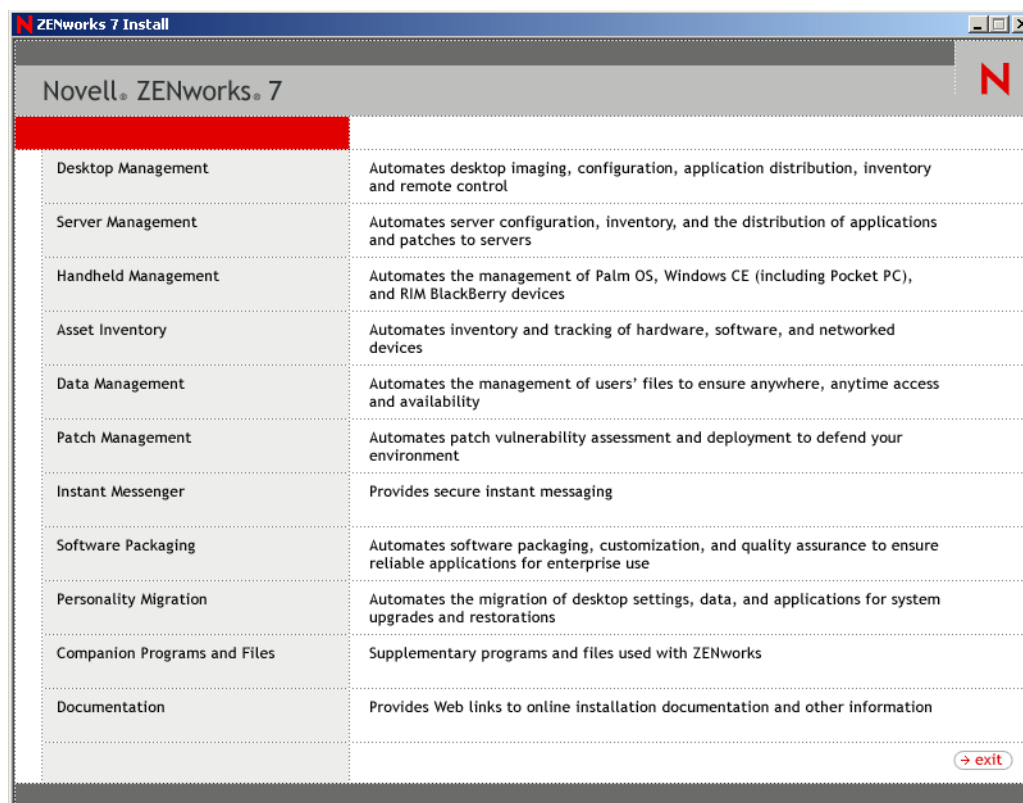 ZENworks 7 Install
Novell® ZENworks® 7
N
Desktop Management
Automates desktop imaging, configuration, application distribution, inventory
and remote control
Server Management
Automates server configuration, inventory, and the distribution of applications
and patches to servers
Handheld Management
Automates the management of Palm OS, Windows CE (including Pocket PC),
and RIM BlackBerry devices
Asset Inventory
Automates inventory and tracking of hardware, software, and networked
devices
Data Management
Automates the management of users’ files to ensure anywhere, anytime access
and availability
Patch Management
Automates patch vulnerability assessment and deployment to defend your
environment
Instant Messenger
Provides secure instant messaging
Software Packaging
Automates software packaging, customization, and quality assurance to ensure
reliable applications for enterprise use
Personality Migration
Automates the migration of desktop settings, data, and applications for system
upgrades and restorations
Companion Programs and Files
Supplementary programs and files used with ZENworks
Documentation
Provides Web links to online installation documentation and other information
exit